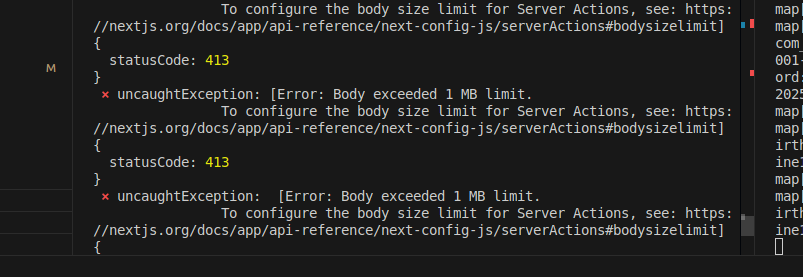 To configure the body size limit for Server Actions, see: https:
//nextjs.org/docs/app/api-reference/next-config-js/serverActions#bodysizelimit]
{
statusCode: 413
}
M
× uncaughtException: [Error: Body exceeded 1 MB limit.
To configure the body size limit for Server Actions, see: https:
//nextjs.org/docs/app/api-reference/next-config-js/serverActions#bodysizelimit]
{
statusCode: 413
}
× uncaughtException:  [Error: Body exceeded 1 MB limit.
To configure the body size limit for Server Actions, see: https:
//nextjs.org/docs/app/api-reference/next-config-js/serverActions#bodysizelimit]
{
map[
map[
com_
001-
ord:
2025
map[
map[
irth
ine1
map[
map[
irth
ine1